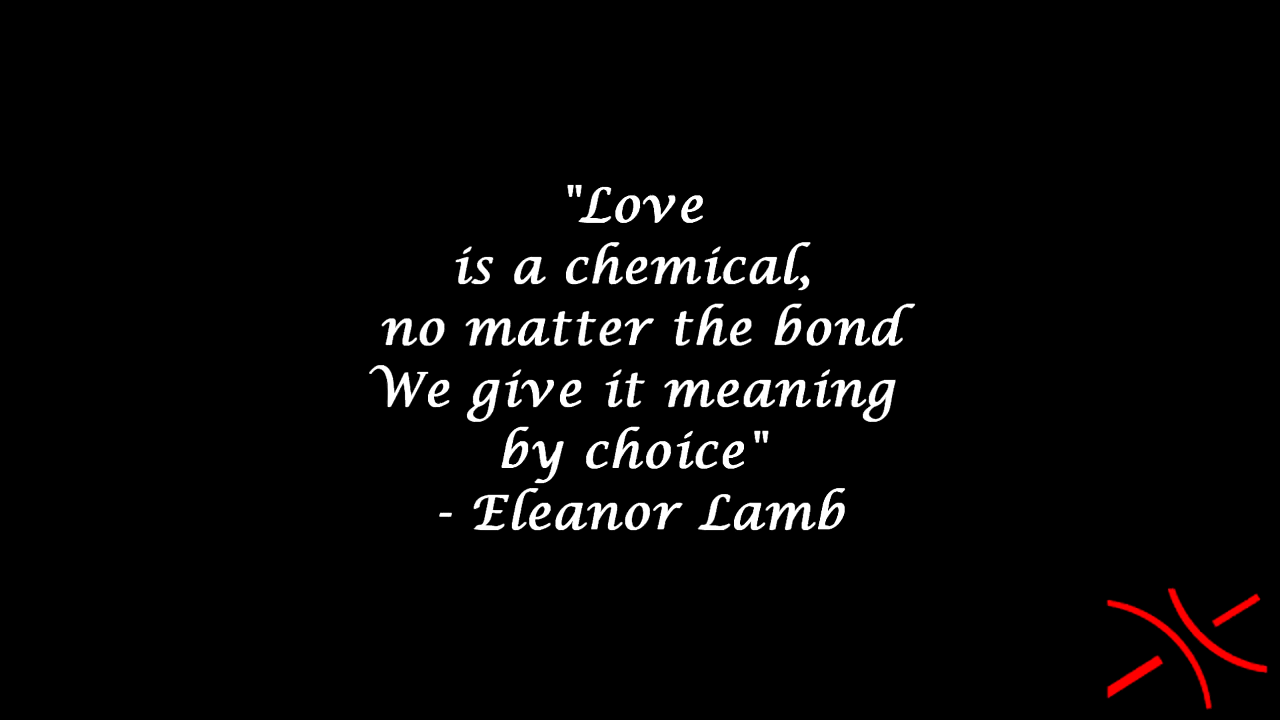 "Love
is a chemical,
no matter the bond
We give it meaning
by choice"
- Eleanor Lamb